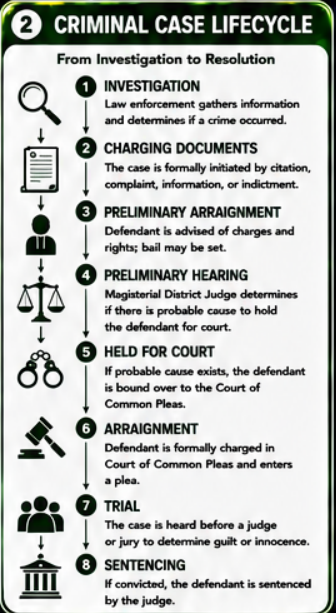 2 CRIMINAL CASE LIFECYCLE
From Investigation to Resolution
1 INVESTIGATION
Law enforcement gathers information
and determines if a crime occurred.
2 CHARGING DOCUMENTS
The case is formally initiated by citation,
complaint, information, or indictment.
3 PRELIMINARY ARRAIGNMENT
Defendant is advised of charges and
rights; bail may be set.
4 PRELIMINARY HEARING
Magisterial District Judge determines
if there is probable cause to hold
the defendant for court.
5 HELD FOR COURT
If probable cause exists, the defendant
is bound over to the Court of
Common Pleas.
6 ARRAIGNMENT
Defendant is formally charged in
Court of Common Pleas and enters
a plea.
7 TRIAL
The case is heard before a judge
or jury to determine guilt or innocence.
8 SENTENCING
If convicted, the defendant is sentenced
by the judge.